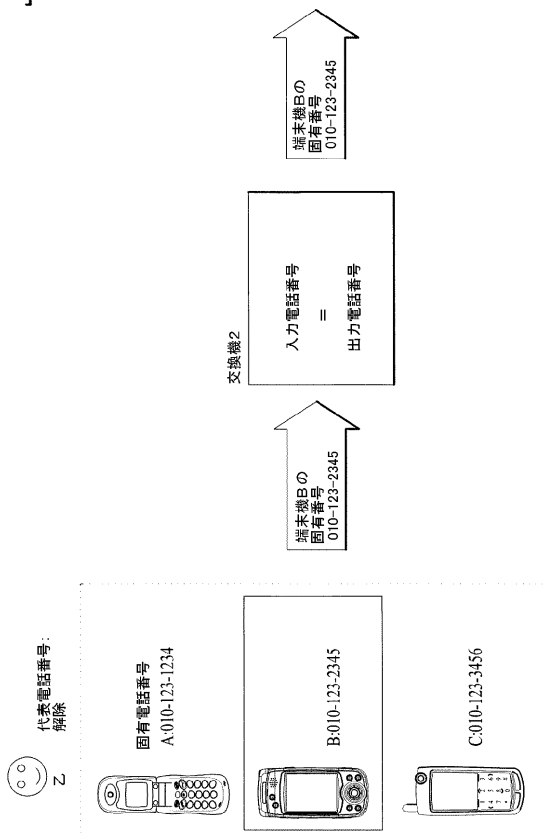 Z
代表電話番号:
解除
固有電話番号
A:010-123-1234
B:010-123-2345
C:010-123-3456
端末機Bの
固有番号
010-123-2345
交換機2
入力電話番号
=
出力電話番号
端末機Bの
固有番号
010-123-2345